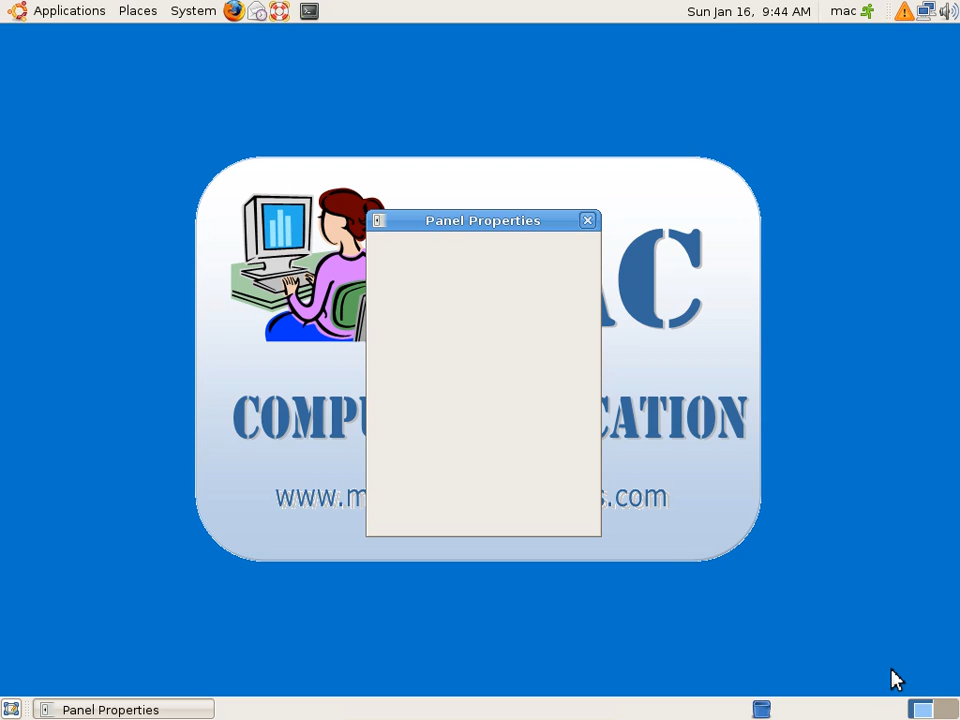 Applications Places System Sun Jan 16, 9:44 AM mac
Panel Properties
AC
COMPU CATION
www.m s.com
Panel Properties